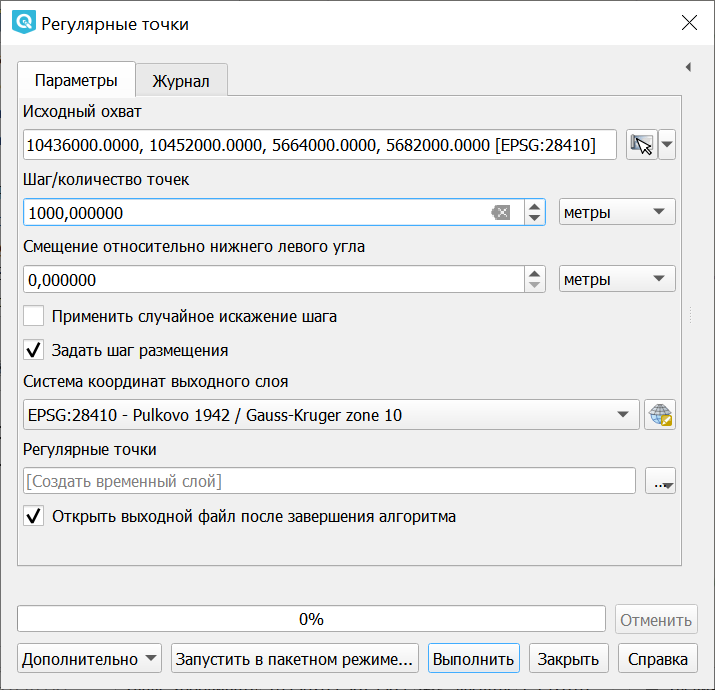 Регулярные точки
Параметры
Журнал
Исходный охват
10436000.0000, 10452000.0000, 5664000.0000, 5682000.0000 [EPSG:28410]
Шаг/количество точек
1000,000000
метры
Смещение относительно нижнего левого угла
0,000000
метры
Применить случайное искажение шага
Задать шаг размещения
Система координат выходного слоя
EPSG:28410 - Pulkovo 1942 / Gauss-Kruger zone 10
Регулярные точки
[Создать временный слой]
...
Открыть выходной файл после завершения алгоритма
0%
Отменить
Дополнительно
Запустить в пакетном режиме...
Выполнить
Закрыть
Справка